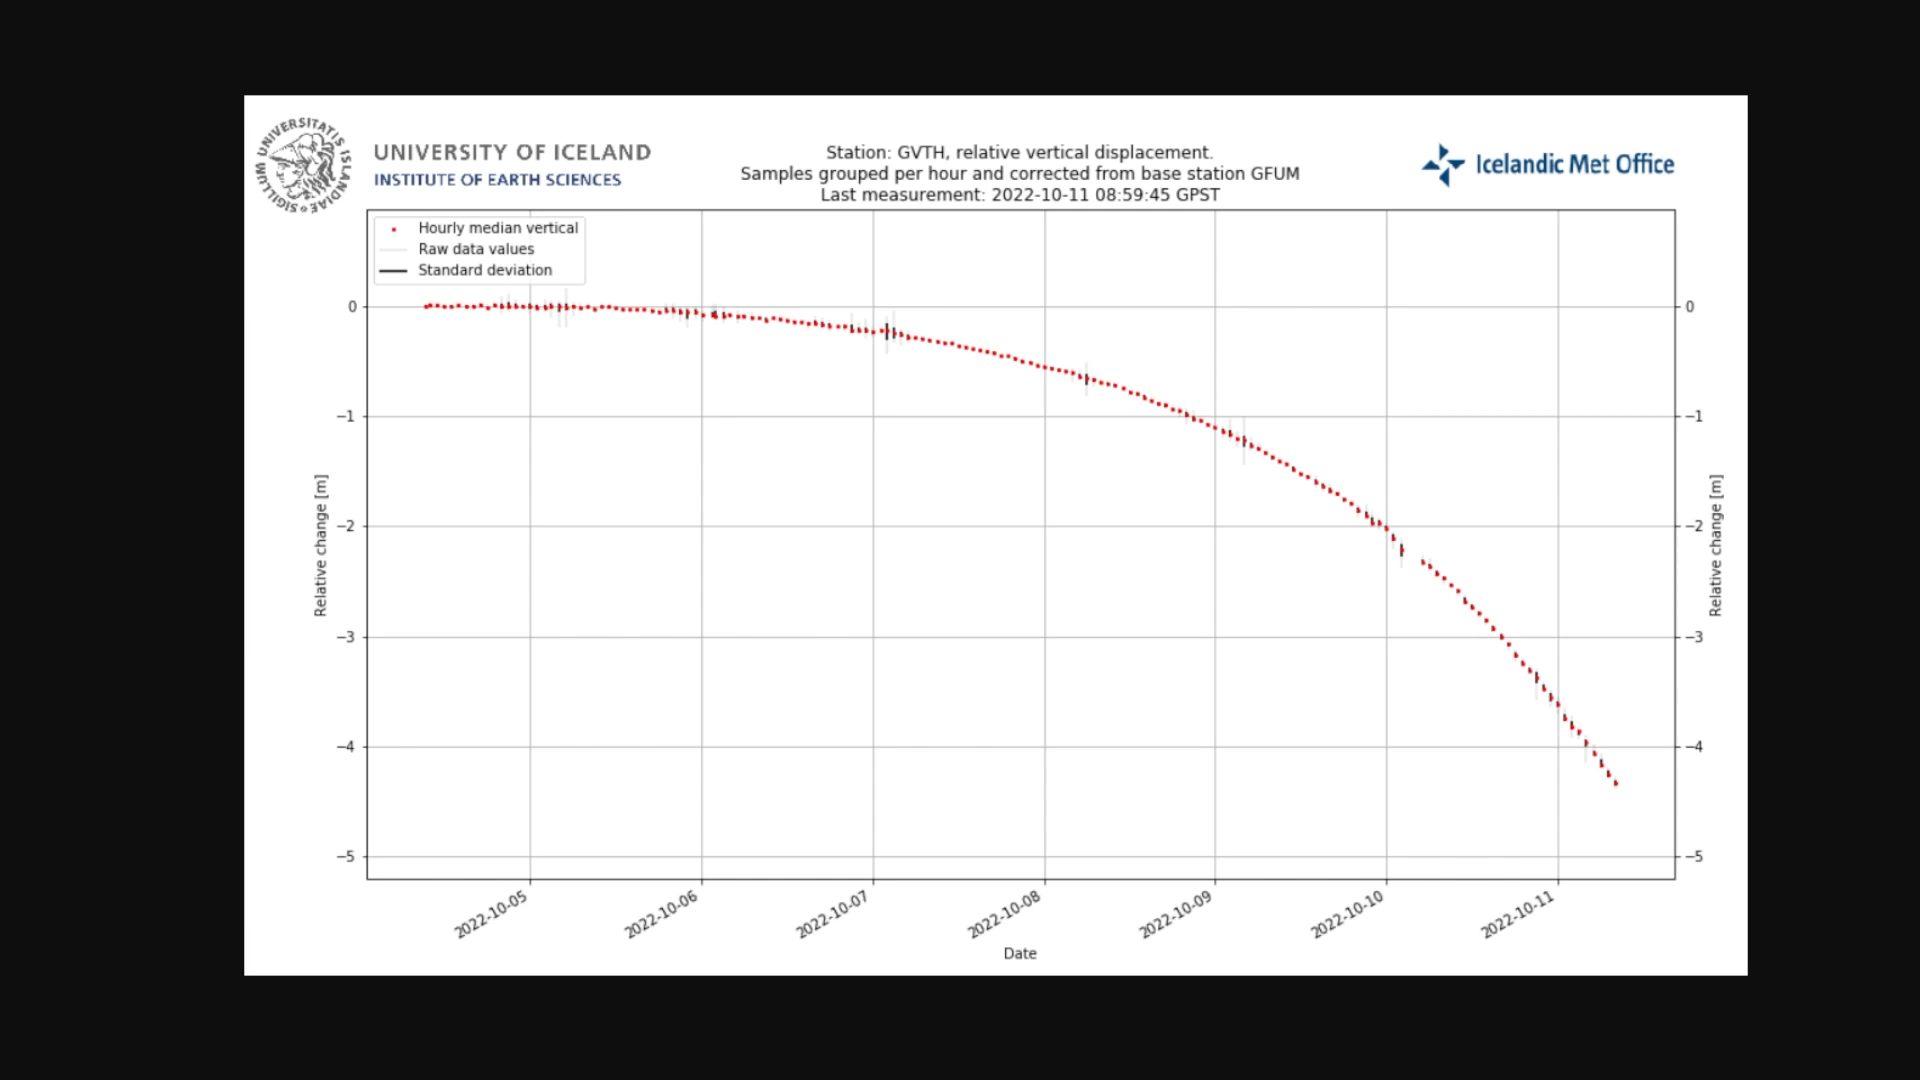 SIGILLUM UNIVERSITATIS ISLANDIAE
UNIVERSITY OF ICELAND
INSTITUTE OF EARTH SCIENCES
Station: GVTH, relative vertical displacement.
Samples grouped per hour and corrected from base station GFUM
Last measurement: 2022-10-11 08:59:45 GPST
Icelandic Met Office
Hourly median vertical
Raw data values
Standard deviation
0
−1
−2
−3
−4
−5
Relative change [m]
0
−1
−2
−3
−4
−5
Relative change [m]
2022-10-05
2022-10-06
2022-10-07
2022-10-08
2022-10-09
2022-10-10
2022-10-11
Date